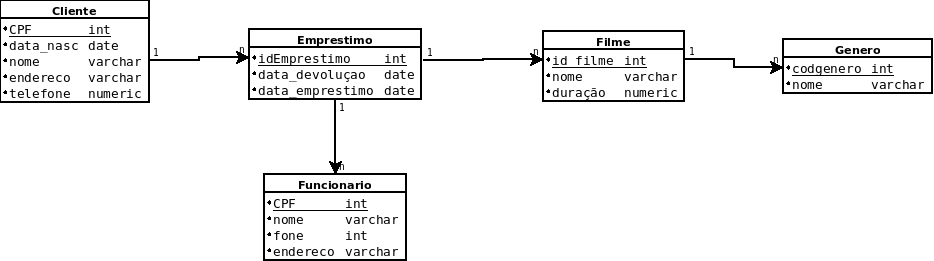 Cliente
CPF int
data_nasc date
nome varchar
endereco varchar
telefone numeric
1
n
Emprestimo
idEmprestimo int
data_devoluçao date
data_emprestimo date
1
n
Filme
id_filme int
nome varchar
duração numeric
1
n
Genero
codgenero int
nome varchar
1
n
Funcionario
CPF int
nome varchar
fone int
endereco varchar